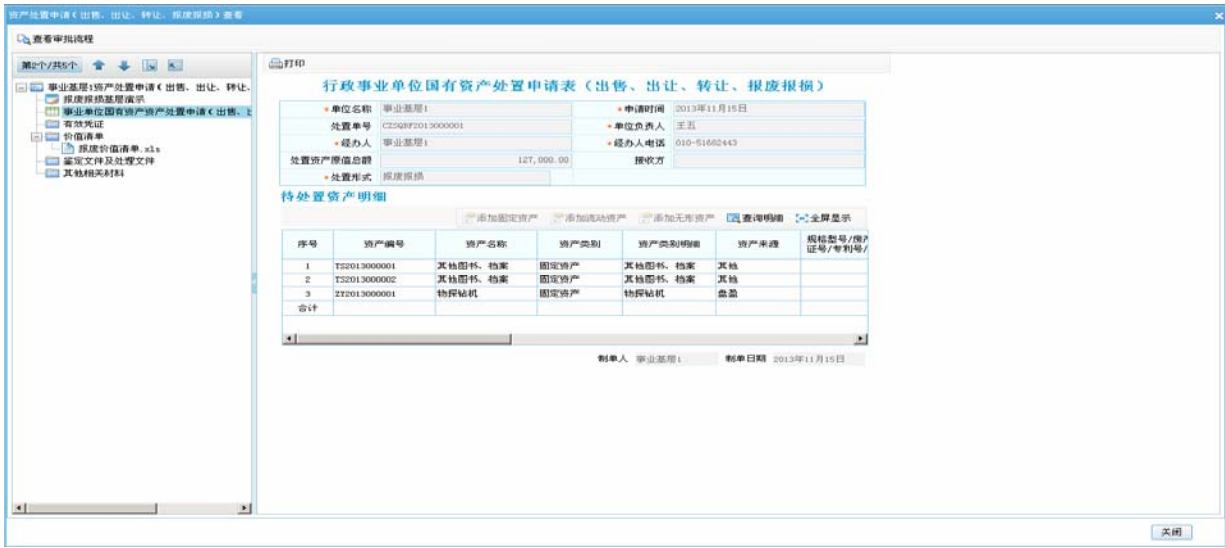 资产处置申请(出售、出让、转让、报废报损)查看
查看审批流程
第2个/共5个
事业基层1资产处置申请(出售、出让、转让、
报废报损基层演示
事业单位国有资产资产处置申请(出售、出
有效凭证
价值清单
报废价值清单.xls
鉴定文件及处理文件
其他相关材料
打印
行政事业单位国有资产处置申请表(出售、出让、转让、报废报损)
*单位名称 事业基层1 *申请时间 2013年11月15日
处置单号 CZSQBF2013000001 *单位负责人 王五
*经办人 事业基层1 *经办人电话 010-51682443
处置资产原值总额 127,000.00 接收方
*处置形式 报废报损
待处置资产明细
添加固定资产 添加流动资产 添加无形资产 查询明细 全屏显示
序号 资产编号 资产名称 资产类别 资产类别明细 资产来源 规格型号/房产
证号/专利号/
1 TS2013000001 其他图书、档案 固定资产 其他图书、档案 其他
2 TS2013000002 其他图书、档案 固定资产 其他图书、档案 其他
3 ZY2013000001 物探钻机 固定资产 物探钻机 盘盈
合计
制单人 事业基层1 制单日期 2013年11月15日
关闭